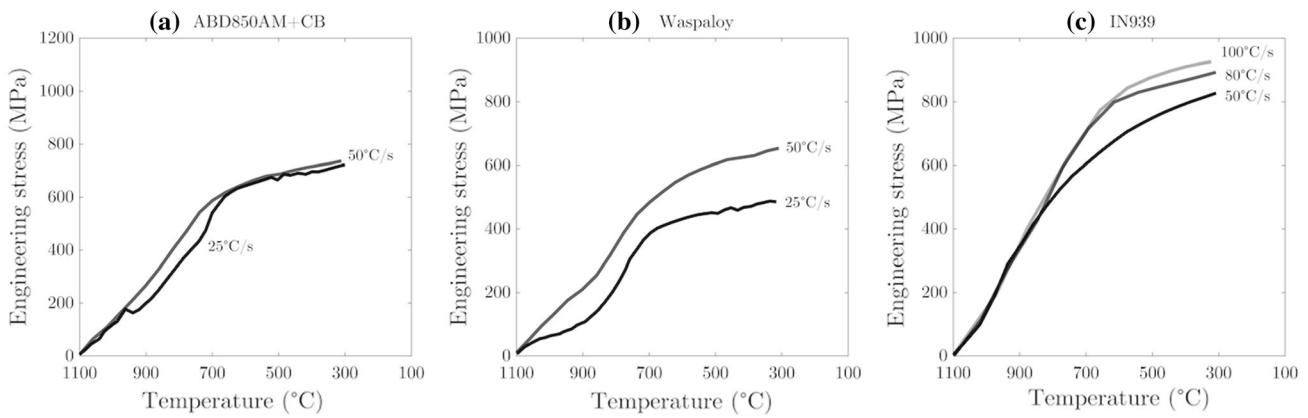 (a) ABD850AM+CB
Engineering stress (MPa)
1200
1000
800
600
400
200
0
50°C/s
25°C/s
1100 900 700 500 300 100
Temperature (°C)
(b) Waspaloy
Engineering stress (MPa)
1000
800
600
400
200
0
50°C/s
25°C/s
1100 900 700 500 300 100
Temperature (°C)
(c) IN939
Engineering stress (MPa)
1000
800
600
400
200
0
100°C/s
80°C/s
50°C/s
1100 900 700 500 300 100
Temperature (°C)